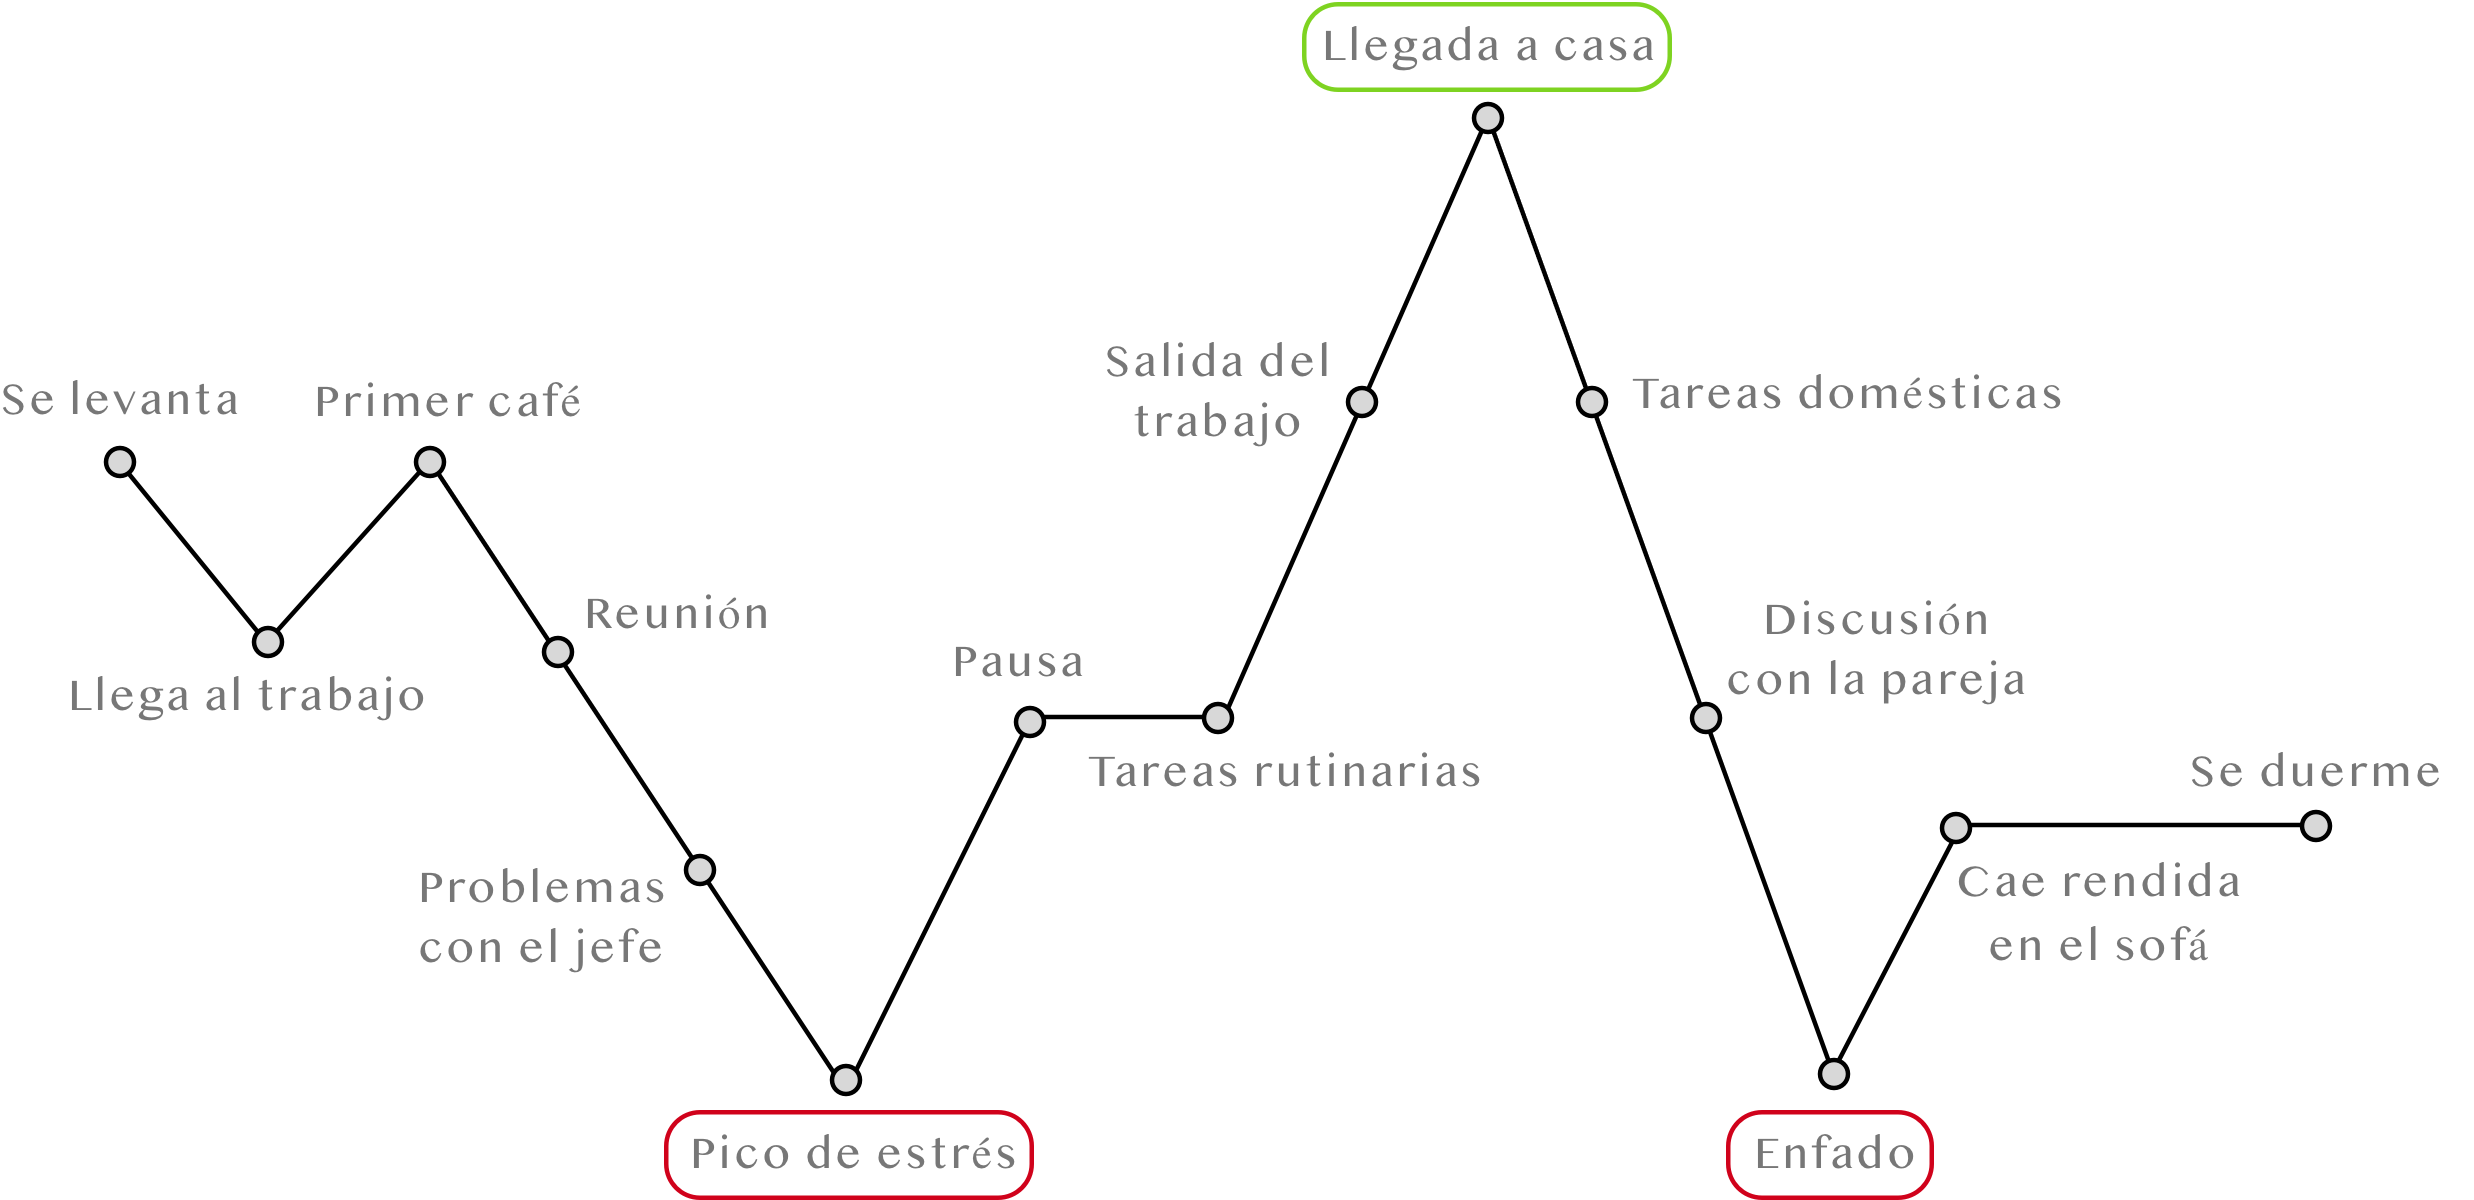 Llegada a casa
Salida del
trabajo
Tareas domésticas
Se levanta
Primer café
Reunión
Discusión
con la pareja
Pausa
Llega al trabajo
Tareas rutinarias
Se duerme
Problemas
con el jefe
Cae rendida
en el sofá
Pico de estrés
Enfado